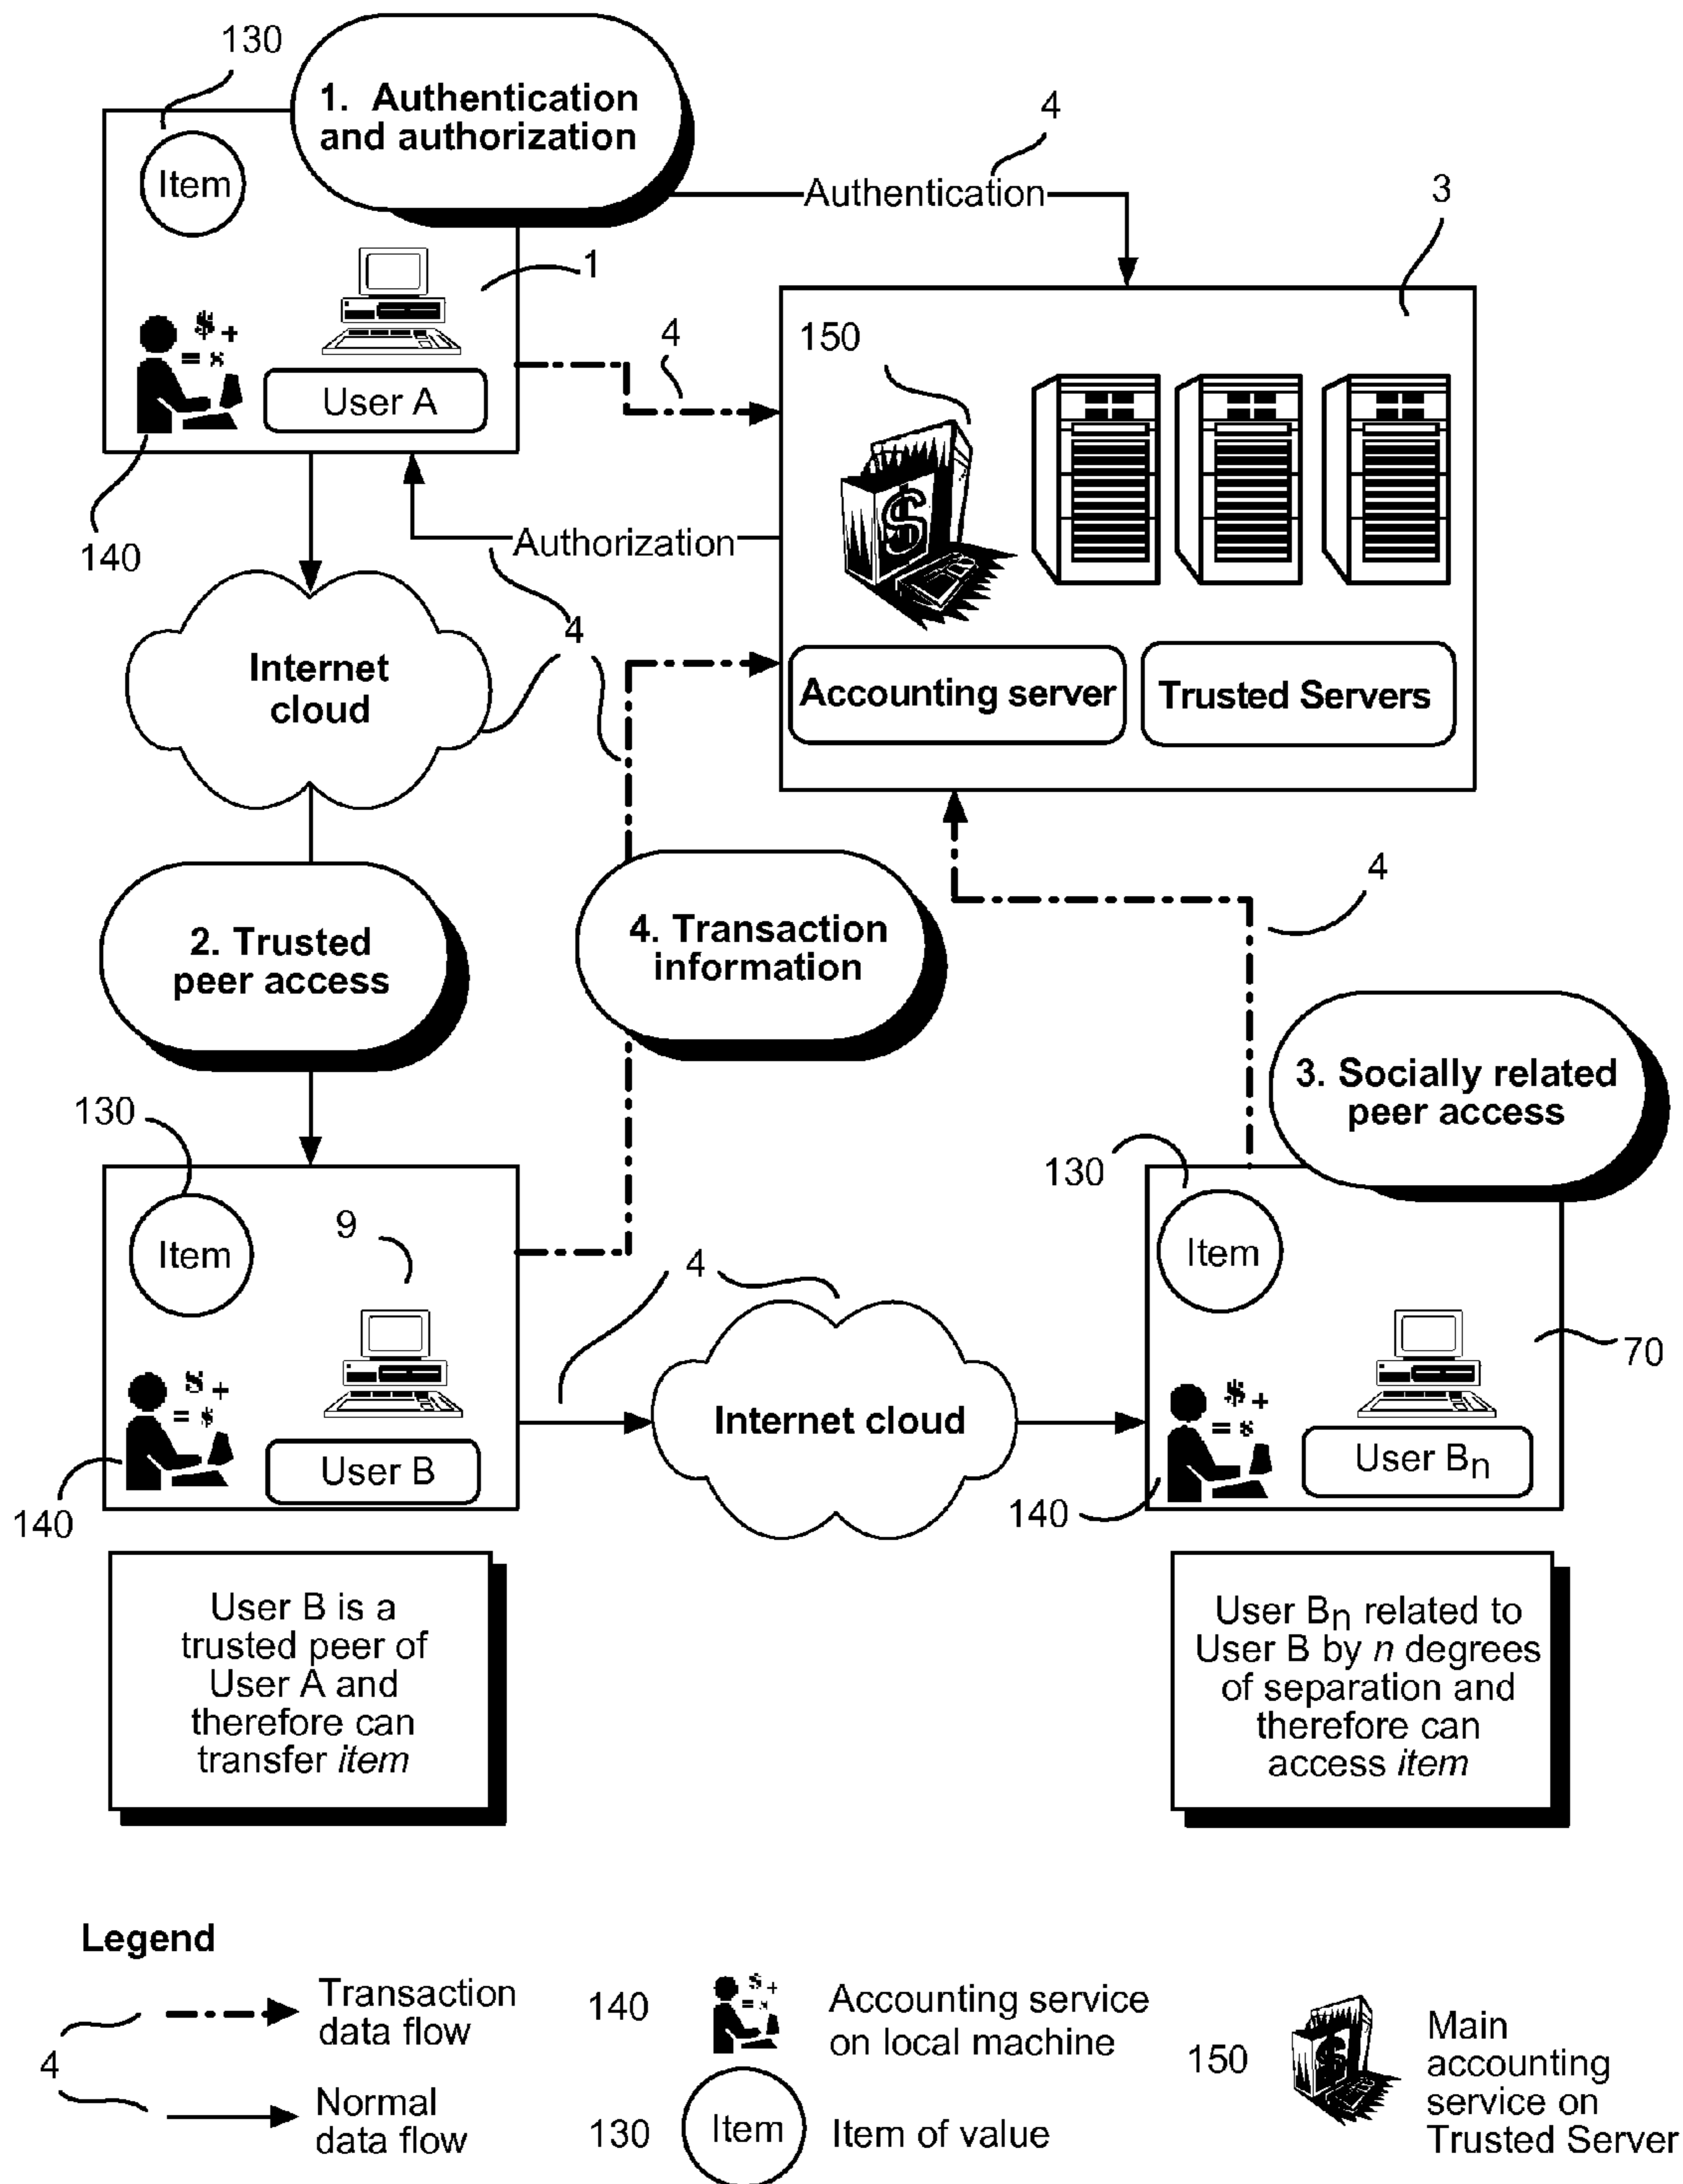 130
1. Authentication
and authorization
4
Item
Authentication
3
1
$ +
= $
150
4
User A
140
Authorization
4
Internet
cloud
Accounting server
Trusted Servers
2. Trusted
peer access
4. Transaction
information
4
3. Socially related
peer access
130
130
Item
9
4
Item
70
$ +
= $
Internet cloud
$ +
= $
User B
User Bn
140
140
User B is a
trusted peer of
User A and
therefore can
transfer item
User Bn related to
User B by n degrees
of separation and
therefore can
access item
Legend
4
Transaction
data flow
Normal
data flow
140
$ +
= $
Accounting service
on local machine
130
Item
Item of value
150
Main
accounting
service on
Trusted Server